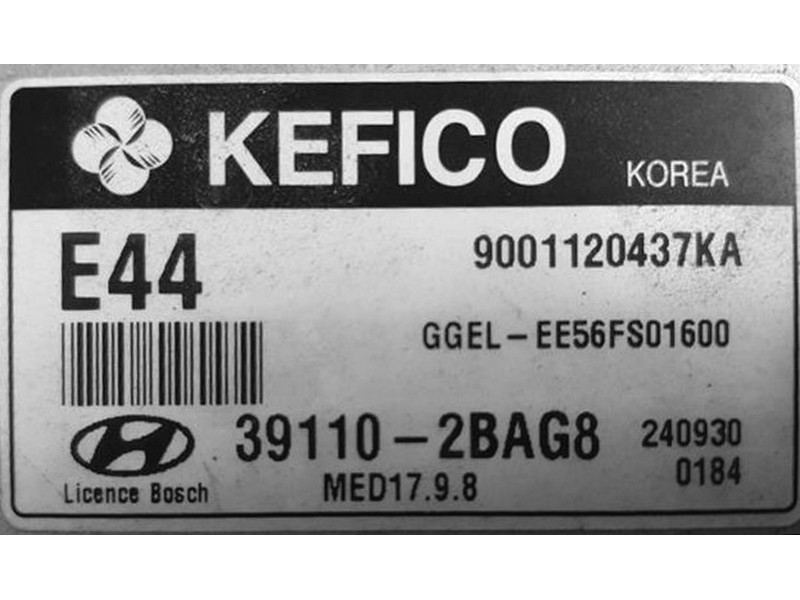 KEFICO KOREA
E44 9001120437KA
GGEL-EE56FS01600
39110-2BAG8 240930
Licence Bosch MED17.9.8 0184